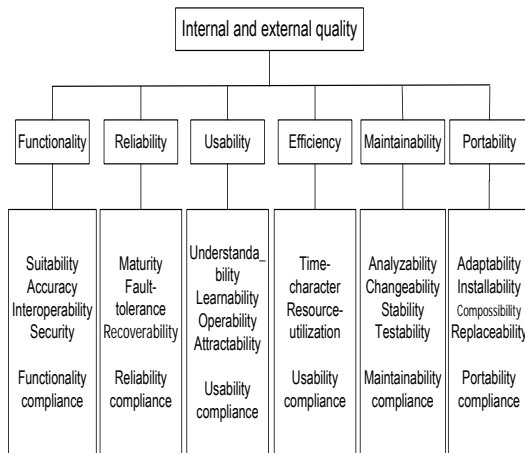 Internal and external quality
Functionality
Reliability
Usability
Efficiency
Maintainability
Portability
Suitability
Accuracy
Interoperability
Security
Functionality
compliance
Maturity
Fault-
tolerance
Recoverability
Reliability
compliance
Understanda_
bility
Learnability
Operability
Attractability
Usability
compliance
Time-
character
Resource-
utilization
Usability
compliance
Analyzability
Changeability
Stability
Testability
Maintainability
compliance
Adaptability
Installability
Compossibility
Replaceability
Portability
compliance